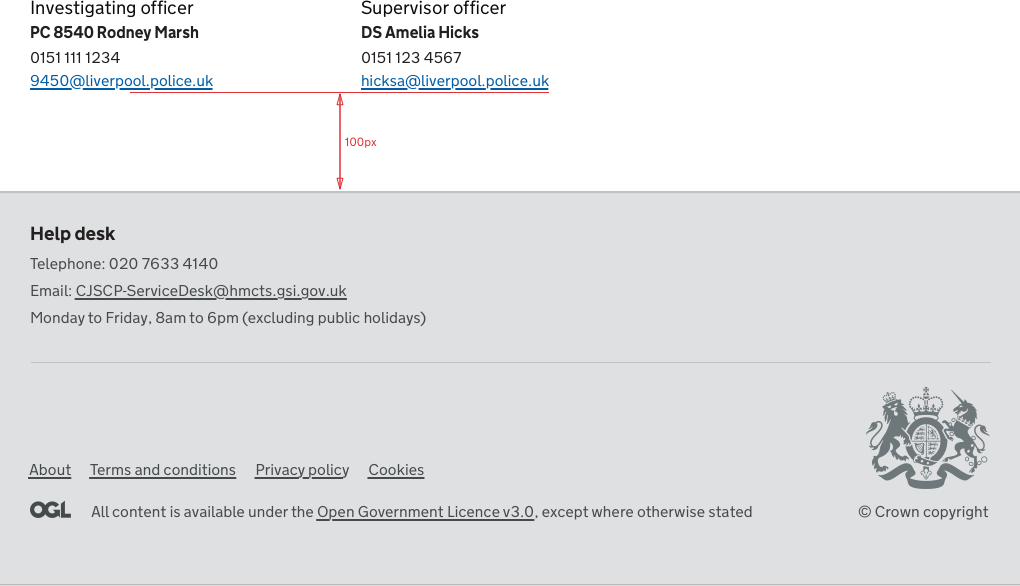 Investigating officer
Supervisor officer
PC 8540 Rodney Marsh
DS Amelia Hicks
0151 111 1234
0151 123 4567
9450@liverpool.police.uk
hicksa@liverpool.police.uk
100px
Help desk
Telephone: 020 7633 4140
Email: CJSCP-ServiceDesk@hmcts.gsi.gov.uk
Monday to Friday, 8am to 6pm (excluding public holidays)
About
Terms and conditions
Privacy policy
Cookies
OGL
All content is available under the Open Government Licence v3.0, except where otherwise stated
© Crown copyright